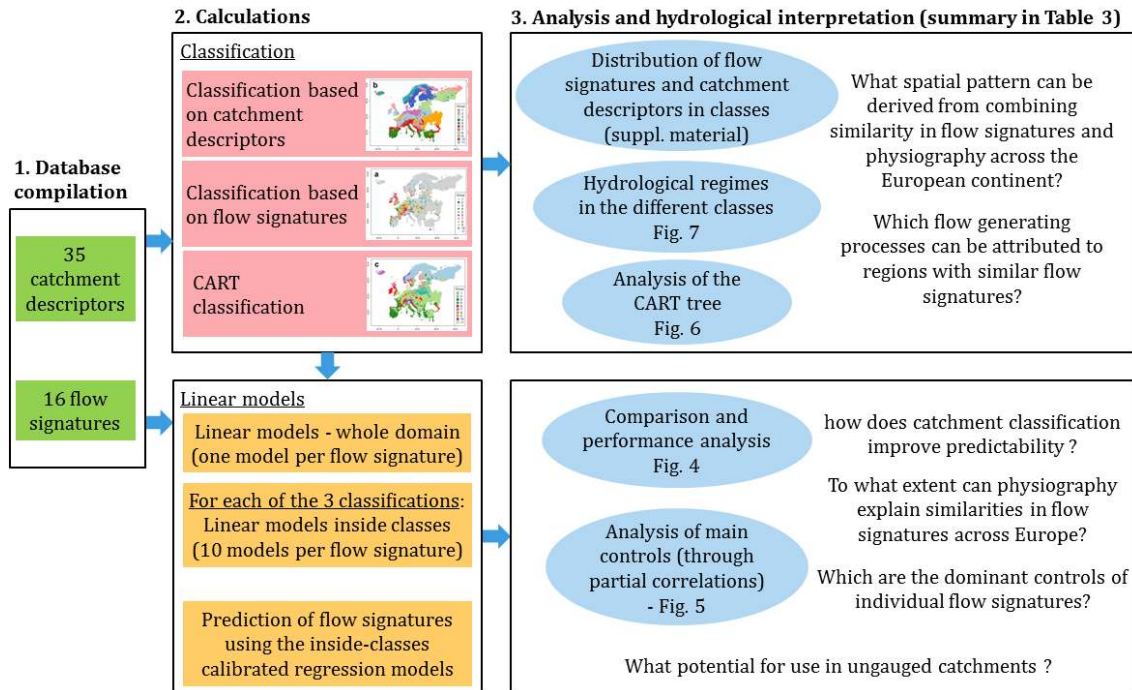 1. Database
compilation
35
catchment
descriptors
16 flow
signatures
2. Calculations
Classification
Classification based
on catchment
descriptors
b
Classification based
on flow signatures
a
CART
classification
c
Linear models
Linear models - whole domain
(one model per flow signature)
For each of the 3 classifications:
Linear models inside classes
(10 models per flow signature)
Prediction of flow signatures
using the inside-classes
calibrated regression models
3. Analysis and hydrological interpretation (summary in Table 3)
Distribution of flow
signatures and catchment
descriptors in classes
(suppl. material)
Hydrological regimes
in the different classes
Fig. 7
Analysis of the
CART tree
Fig. 6
What spatial pattern can be
derived from combining
similarity in flow signatures and
physiography across the
European continent?
Which flow generating
processes can be attributed to
regions with similar flow
signatures?
Comparison and
performance analysis
Fig. 4
Analysis of main
controls (through
partial correlations)
- Fig. 5
how does catchment classification
improve predictability ?
To what extent can physiography
explain similarities in flow
signatures across Europe?
Which are the dominant controls of
individual flow signatures?
What potential for use in ungauged catchments ?